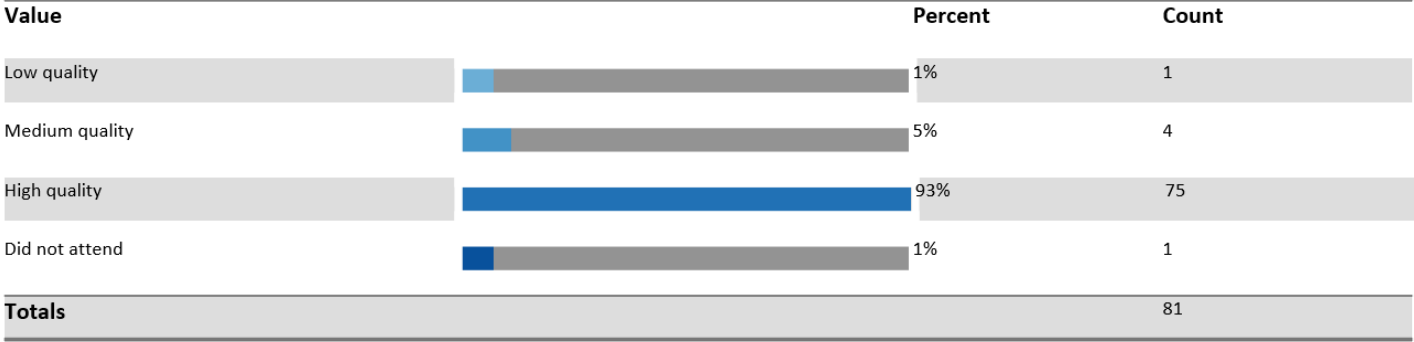 Value Percent Count
Low quality 1% 1
Medium quality 5% 4
High quality 93% 75
Did not attend 1% 1
Totals 81